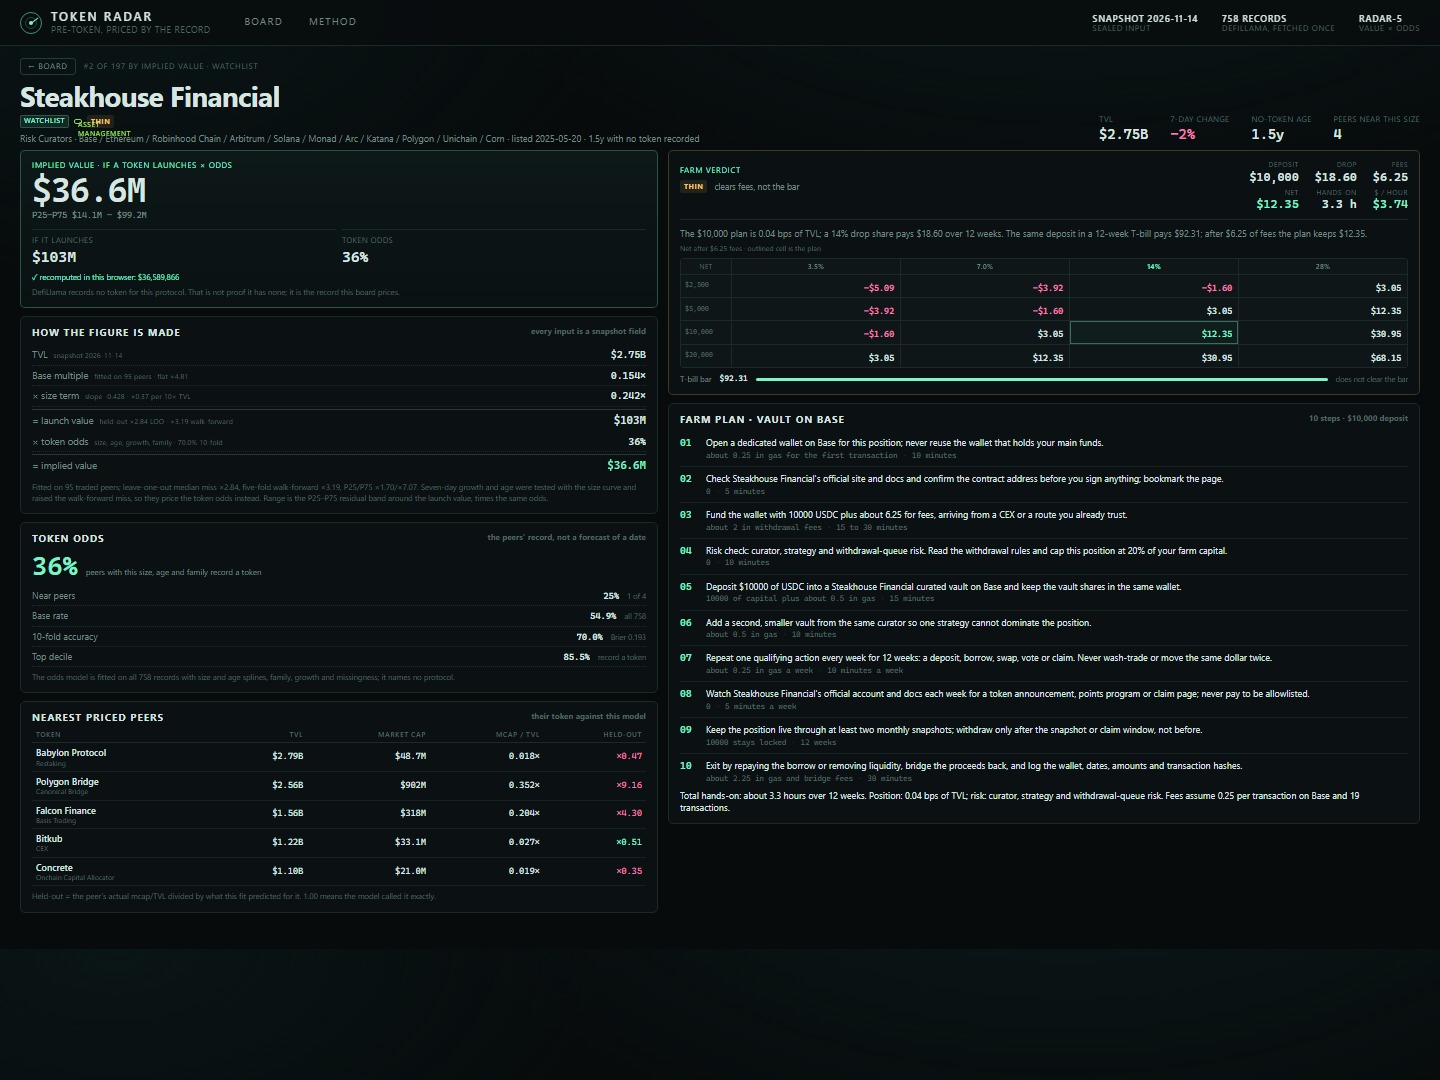 TOKEN RADAR
PRE-TOKEN, PRICED BY THE RECORD
BOARD
METHOD
SNAPSHOT 2026-11-14
SEALED INPUT
758 RECORDS
DEFILLAMA, FETCHED ONCE
RADAR-5
VALUE × ODDS
← BOARD
#2 OF 197 BY IMPLIED VALUE · WATCHLIST
Steakhouse Financial
WATCHLIST
ASSET MANAGEMENT
THIN
Risk Curators · Base / Ethereum / Robinhood Chain / Arbitrum / Solana / Monad / Arc / Katana / Polygon / Unichain / Corn · listed 2025-05-20 · 1.5y with no token recorded
TVL
$2.75B
7-DAY CHANGE
−2%
NO-TOKEN AGE
1.5y
PEERS NEAR THIS SIZE
4
IMPLIED VALUE · IF A TOKEN LAUNCHES × ODDS
$36.6M
P25–P75 $14.1M – $99.2M
IF IT LAUNCHES
$103M
TOKEN ODDS
36%
✓ recomputed in this browser: $36,589,866
DefiLlama records no token for this protocol. That is not proof it has none; it is the record this board prices.
HOW THE FIGURE IS MADE
every input is a snapshot field
TVL snapshot 2026-11-14 $2.75B
Base multiple fitted on 95 peers · flat ×4.81 0.154×
× size term slope -0.428 · ×0.37 per 10× TVL 0.242×
= launch value held-out ×2.84 LOO · ×3.19 walk-forward $103M
× token odds size, age, growth, family · 70.0% 10-fold 36%
= implied value $36.6M
Fitted on 95 traded peers; leave-one-out median miss ×2.84, five-fold walk-forward ×3.19, P25/P75 ×1.70/×7.07. Seven-day growth and age were tested with the size curve and
raised the walk-forward miss, so they price the token odds instead. Range is the P25–P75 residual band around the launch value, times the same odds.
TOKEN ODDS
the peers' record, not a forecast of a date
36% peers with this size, age and family record a token
Near peers 25% 1 of 4
Base rate 54.9% all 758
10-fold accuracy 70.0% Brier 0.193
Top decile 85.5% record a token
The odds model is fitted on all 758 records with size and age splines, family, growth and missingness; it names no protocol.
NEAREST PRICED PEERS
their token against this model
TOKEN TVL MARKET CAP MCAP / TVL HELD-OUT
Babylon Protocol $2.79B $48.7M 0.018× ×0.47
Restaking
Polygon Bridge $2.56B $902M 0.352× ×9.16
Canonical Bridge
Falcon Finance $1.56B $318M 0.204× ×4.30
Basis Trading
Bitkub $1.22B $33.1M 0.027× ×0.51
CEX
Concrete $1.10B $21.0M 0.019× ×0.35
Onchain Capital Allocator
Held-out = the peer's actual mcap/TVL divided by what this fit predicted for it. 1.00 means the model called it exactly.
FARM VERDICT
THIN clears fees, not the bar
DEPOSIT DROP FEES
$10,000 $18.60 $6.25
NET HANDS ON $ / HOUR
$12.35 3.3 h $3.74
The $10,000 plan is 0.04 bps of TVL; a 14% drop share pays $18.60 over 12 weeks. The same deposit in a 12-week T-bill pays $92.31; after $6.25 of fees the plan keeps $12.35.
Net after $6.25 fees · outlined cell is the plan
NET 3.5% 7.0% 14% 28%
$2,500 −$5.09 −$3.92 −$1.60 $3.05
$5,000 −$3.92 −$1.60 $3.05 $12.35
$10,000 −$1.60 $3.05 $12.35 $30.95
$20,000 $3.05 $12.35 $30.95 $68.15
T-bill bar $92.31 does not clear the bar
FARM PLAN · VAULT ON BASE
10 steps · $10,000 deposit
01 Open a dedicated wallet on Base for this position; never reuse the wallet that holds your main funds.
about 0.25 in gas for the first transaction · 10 minutes
02 Check Steakhouse Financial's official site and docs and confirm the contract address before you sign anything; bookmark the page.
0 · 5 minutes
03 Fund the wallet with 10000 USDC plus about 6.25 for fees, arriving from a CEX or a route you already trust.
about 2 in withdrawal fees · 15 to 30 minutes
04 Risk check: curator, strategy and withdrawal-queue risk. Read the withdrawal rules and cap this position at 20% of your farm capital.
0 · 10 minutes
05 Deposit $10000 of USDC into a Steakhouse Financial curated vault on Base and keep the vault shares in the same wallet.
10000 of capital plus about 0.5 in gas · 15 minutes
06 Add a second, smaller vault from the same curator so one strategy cannot dominate the position.
about 0.5 in gas · 10 minutes
07 Repeat one qualifying action every week for 12 weeks: a deposit, borrow, swap, vote or claim. Never wash-trade or move the same dollar twice.
about 0.25 in gas a week · 10 minutes a week
08 Watch Steakhouse Financial's official account and docs each week for a token announcement, points program or claim page; never pay to be allowlisted.
0 · 5 minutes a week
09 Keep the position live through at least two monthly snapshots; withdraw only after the snapshot or claim window, not before.
10000 stays locked · 12 weeks
10 Exit by repaying the borrow or removing liquidity, bridge the proceeds back, and log the wallet, dates, amounts and transaction hashes.
about 2.25 in gas and bridge fees · 30 minutes
Total hands-on: about 3.3 hours over 12 weeks. Position: 0.04 bps of TVL; risk: curator, strategy and withdrawal-queue risk. Fees assume 0.25 per transaction on Base and 19
transactions.